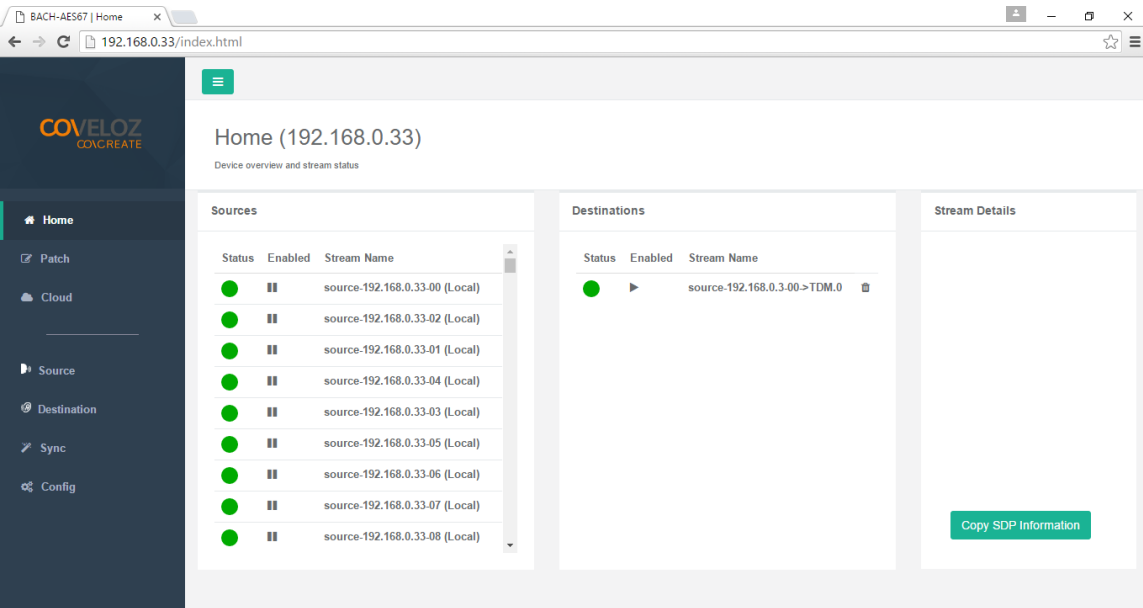 BACH-AES67 | Home
192.168.0.33/index.html
COVELOZ
CO\CREATE
Home (192.168.0.33)
Device overview and stream status
Home
Patch
Cloud
Source
Destination
Sync
Config
Sources
Status Enabled Stream Name
source-192.168.0.33-00 (Local)
source-192.168.0.33-02 (Local)
source-192.168.0.33-01 (Local)
source-192.168.0.33-04 (Local)
source-192.168.0.33-03 (Local)
source-192.168.0.33-05 (Local)
source-192.168.0.33-06 (Local)
source-192.168.0.33-07 (Local)
source-192.168.0.33-08 (Local)
Destinations
Status Enabled Stream Name
source-192.168.0.3-00->TDM.0
Stream Details
Copy SDP Information